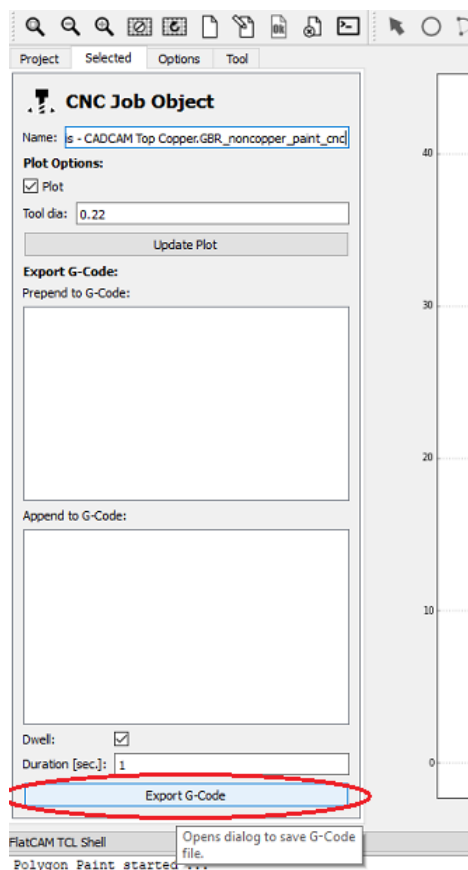 Project Selected Options Tool
CNC Job Object
Name: is - CADCAM Top Copper.GBR_noncopper_paint_cnc
Plot Options:
Plot
Tool dia: 0.22
Update Plot
Export G-Code:
Prepend to G-Code:
Append to G-Code:
Dwell:
Duration [sec.]: 1
Export G-Code
Opens dialog to save G-Code
file.
FlatCAM TCL Shell
Polygon Paint started ...
40
30
20
10
0